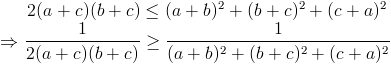 2(a + c)(b + c) ≤ (a + b)² + (b + c)² + (c + a)²
⇒ 1/(2(a + c)(b + c)) ≥ 1/((a + b)² + (b + c)² + (c + a)²)